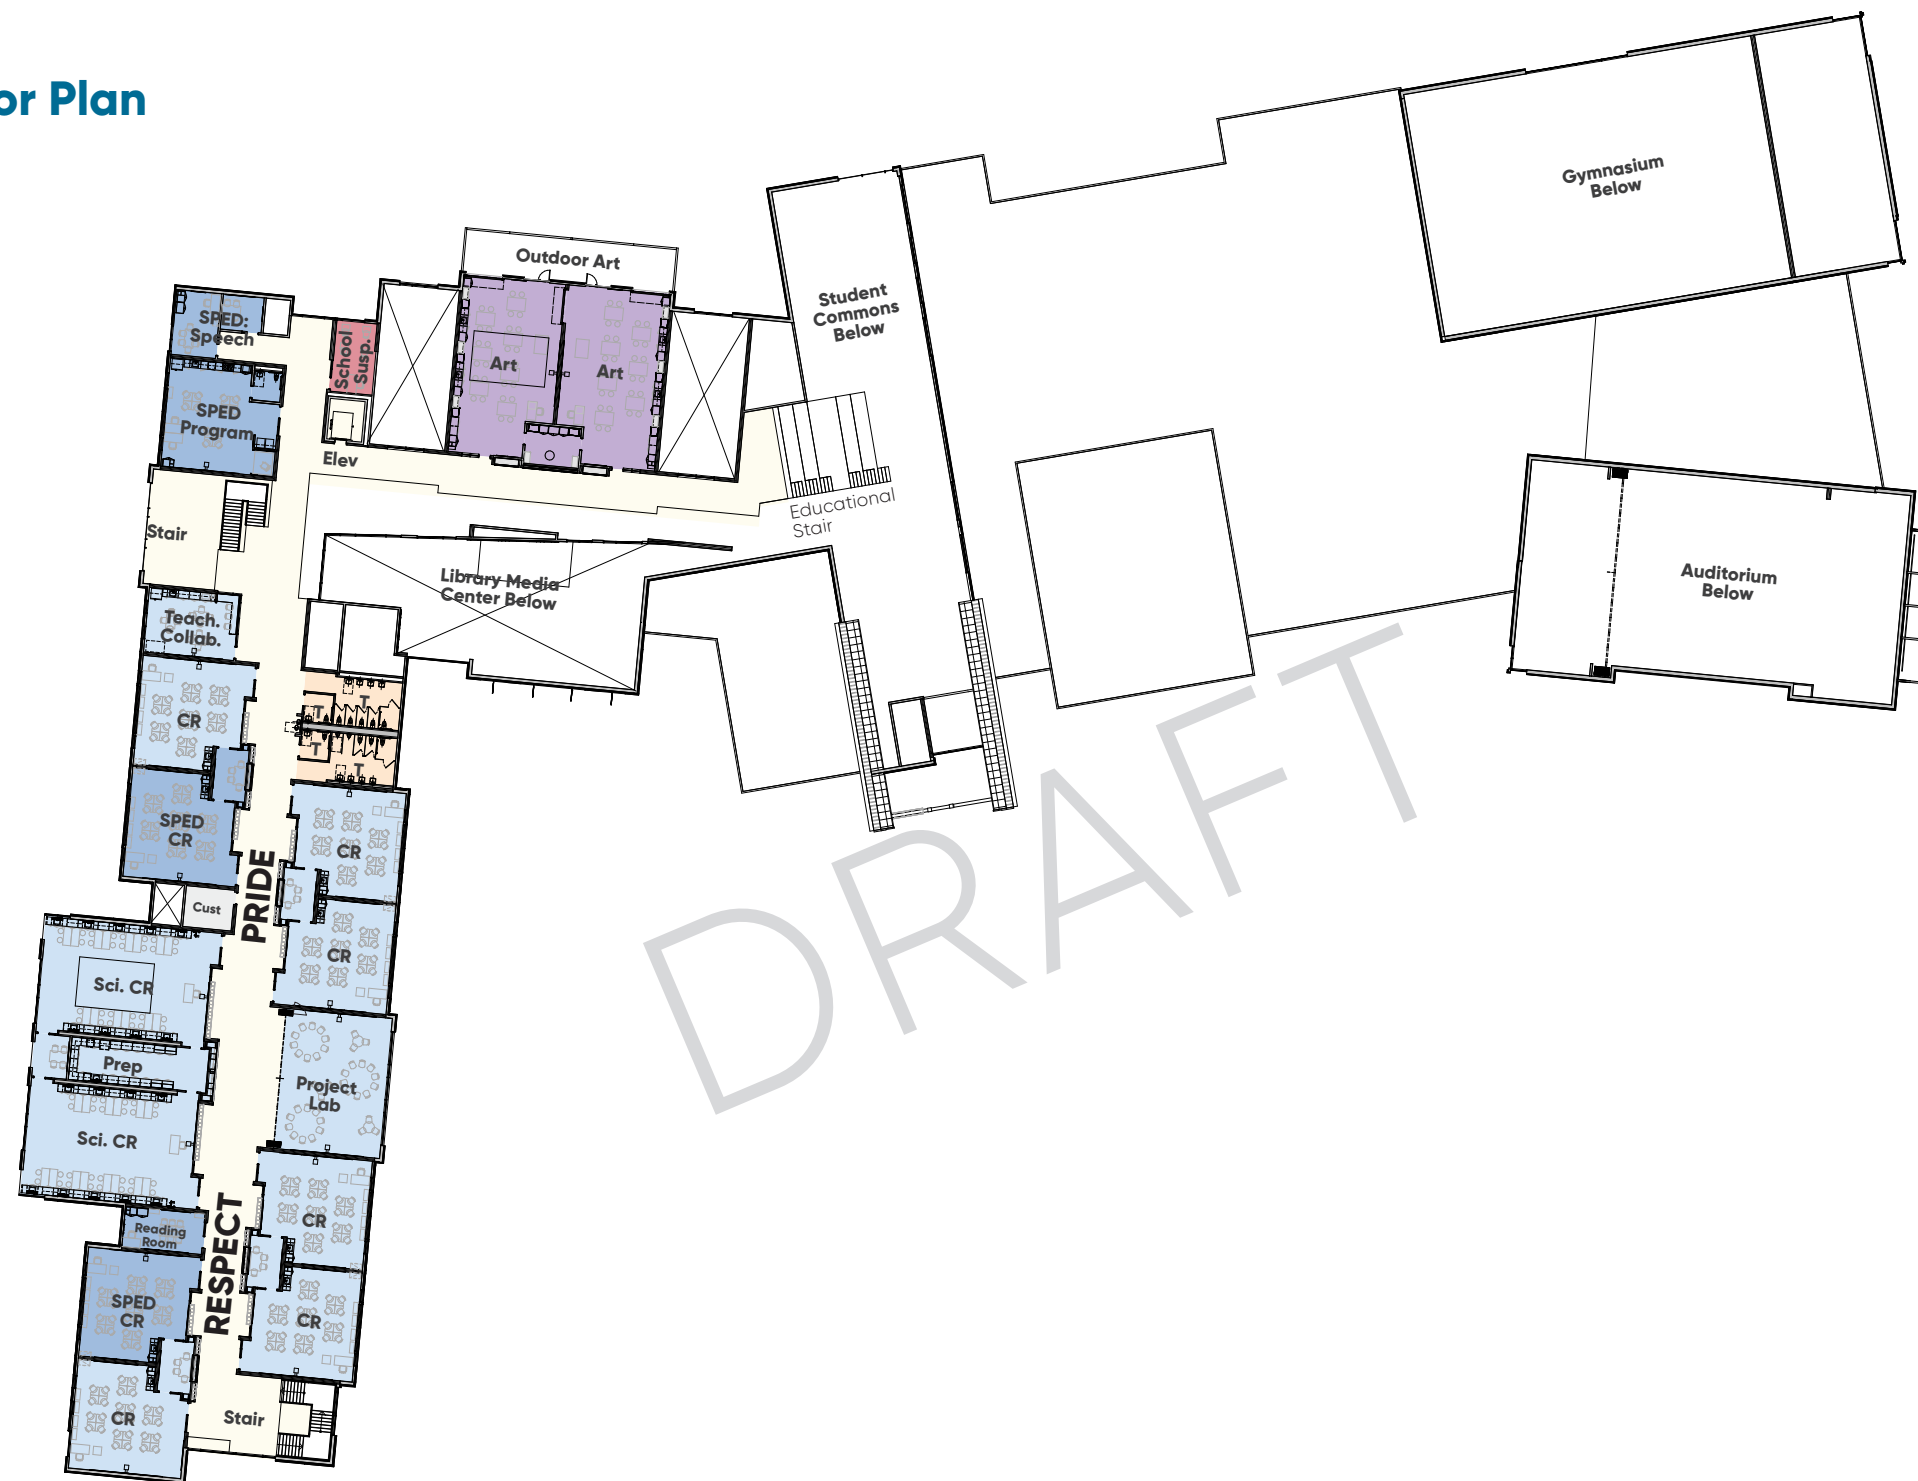 or Plan
Gymnasium
Below
Outdoor Art
Student
Commons
Below
SPED:
Speech
School
Susp.
Art
Art
SPED
Program
Elev
Educational
Stair
Stair
Library Media
Center Below
Auditorium
Below
Teach.
Collab.
CR
T
T
T
T
SPED
CR
PRIDE
CR
Cust
CR
Sci. CR
Prep
Project
Lab
Sci. CR
Reading
Room
RESPECT
CR
SPED
CR
CR
CR
Stair
DRAFT